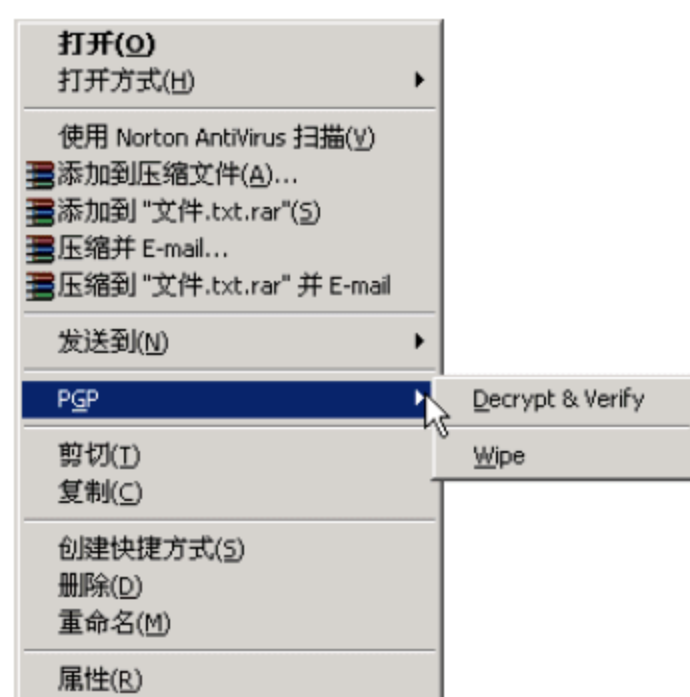 打开(O)
打开方式(H)
使用 Norton AntiVirus 扫描(V)
添加到压缩文件(A)...
添加到 "文件.txt.rar"(S)
压缩并 E-mail...
压缩到 "文件.txt.rar" 并 E-mail
发送到(N)
PGP
Decrypt & Verify
Wipe
剪切(T)
复制(C)
创建快捷方式(S)
删除(D)
重命名(M)
属性(R)